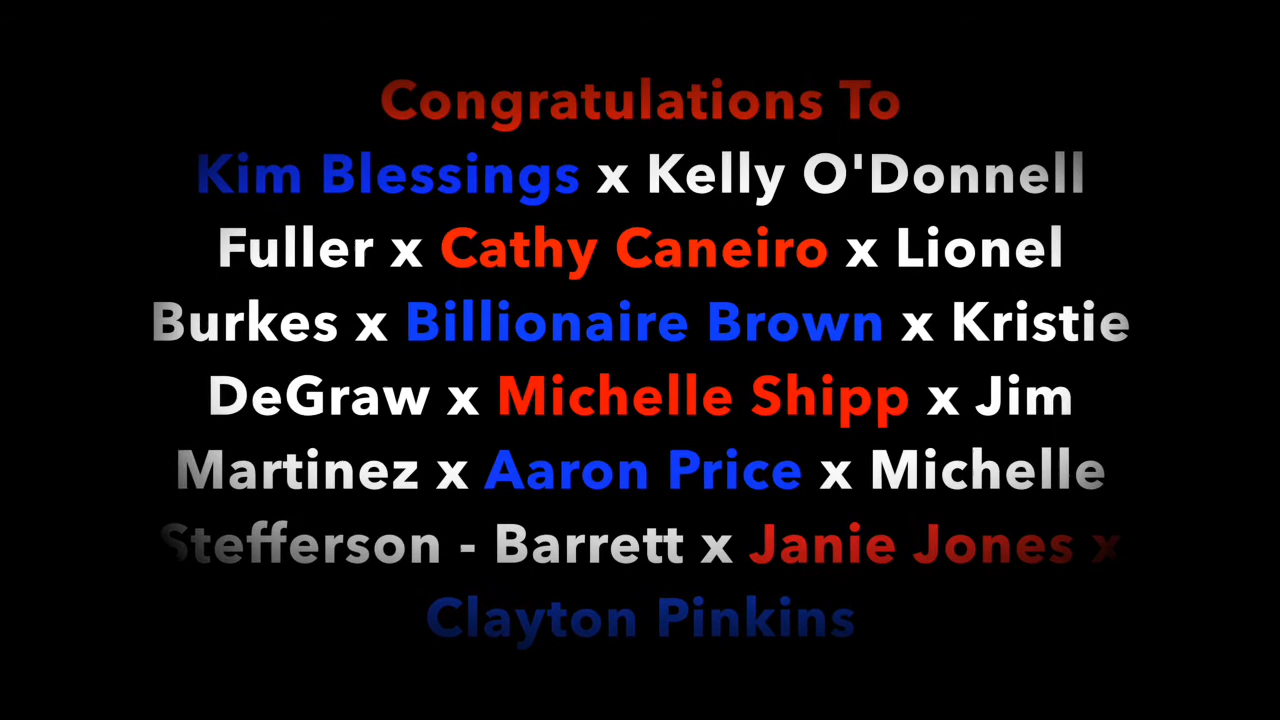 Congratulations To
Kim Blessings x Kelly O'Donnell
Fuller x Cathy Caneiro x Lionel
Burkes x Billionaire Brown x Kristie
DeGraw x Michelle Shipp x Jim
Martinez x Aaron Price x Michelle
Stefferson - Barrett x Janie Jones x
Clayton Pinkins